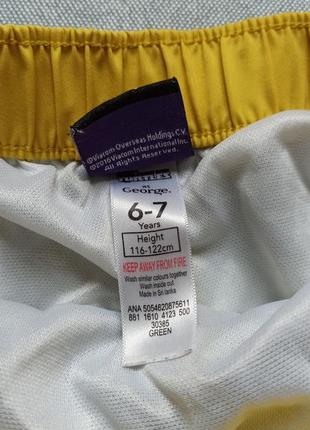 ©Viacom Overseas Holdings C.V.
©2016 Viacom International Inc.
All Rights Reserved.
at
George.
6-7
Years
Height
116-122cm
KEEP AWAY FROM FIRE
Wash similar colours together
Wash inside out
Made in Sri lanka
ANA 5054620875611
881 1610 4123 500
30385
GREEN